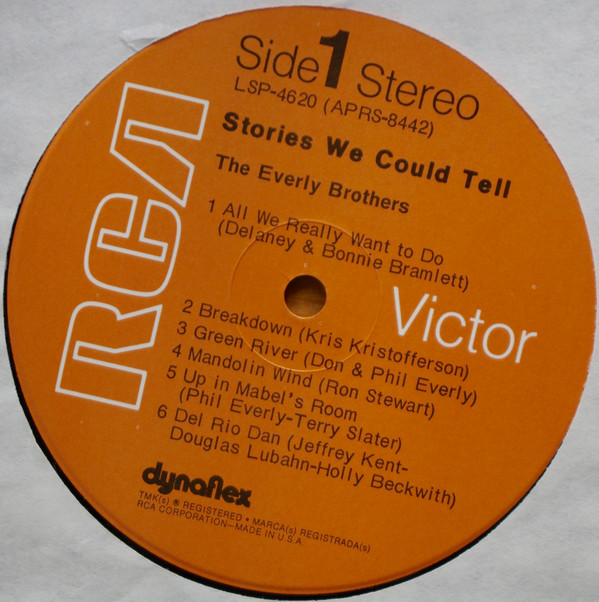 Side 1 Stereo
LSP-4620 (APRS-8442)
Stories We Could Tell
The Everly Brothers
1 All We Really Want to Do
(Delaney & Bonnie Bramlett)
RCA
Victor
2 Breakdown (Kris Kristofferson)
3 Green River (Don & Phil Everly)
4 Mandolin Wind (Ron Stewart)
5 Up in Mabel's Room
(Phil Everly-Terry Slater)
6 Del Rio Dan (Jeffrey Kent-
Douglas Lubahn-Holly Beckwith)
dynaflex
TMK(s) ® REGISTERED • MARCA(s) REGISTRADA(s)
RCA CORPORATION—MADE IN U.S.A.